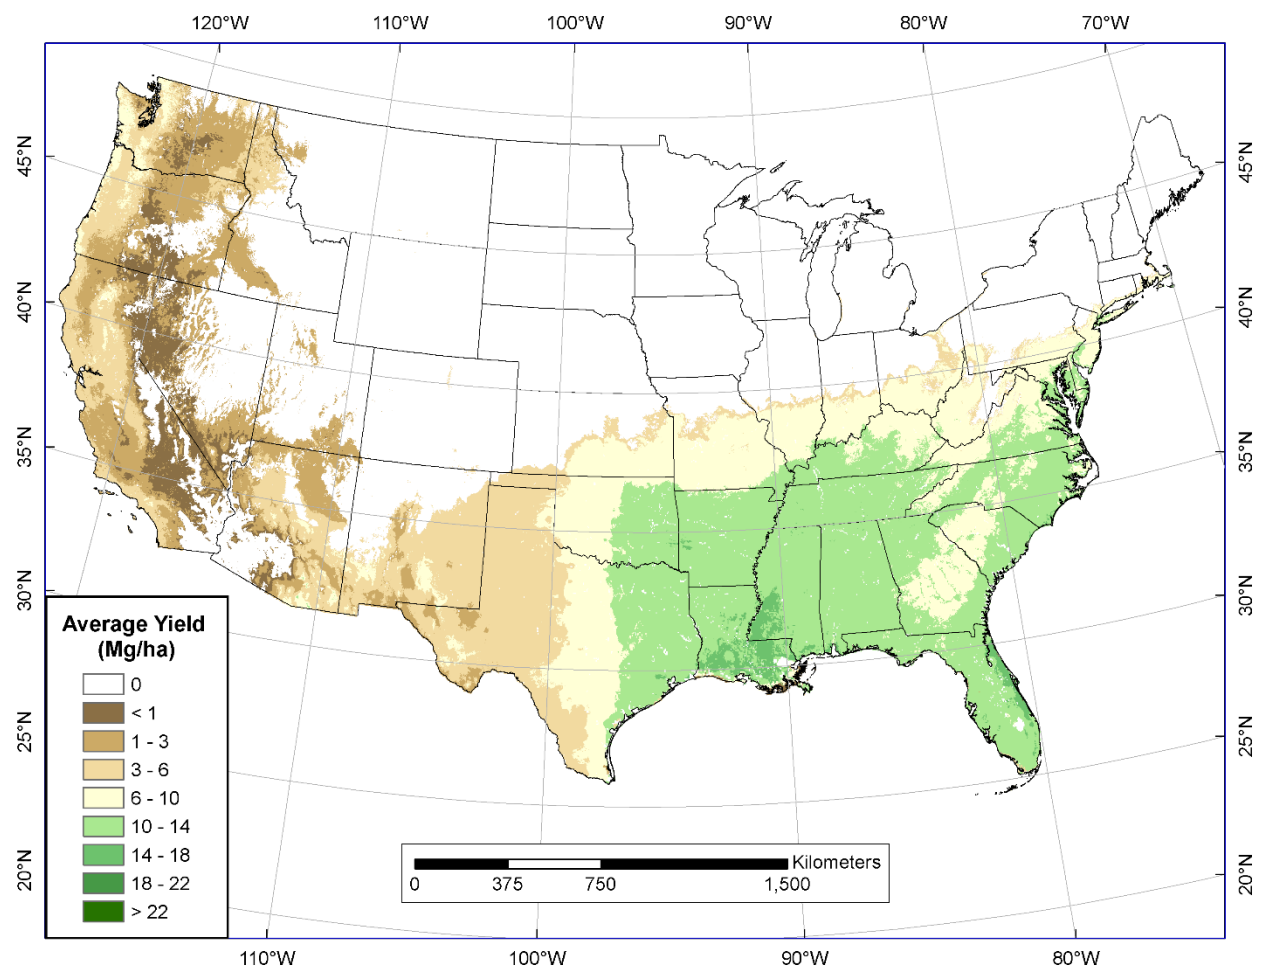 120°W 110°W 100°W 90°W 80°W 70°W
45°N 45°N
40°N 40°N
35°N 35°N
30°N 30°N
25°N 25°N
20°N 20°N
Average Yield
(Mg/ha)
0
< 1
1 - 3
3 - 6
6 - 10
10 - 14
14 - 18
18 - 22
> 22
Kilometers
0 375 750 1,500
110°W 100°W 90°W 80°W